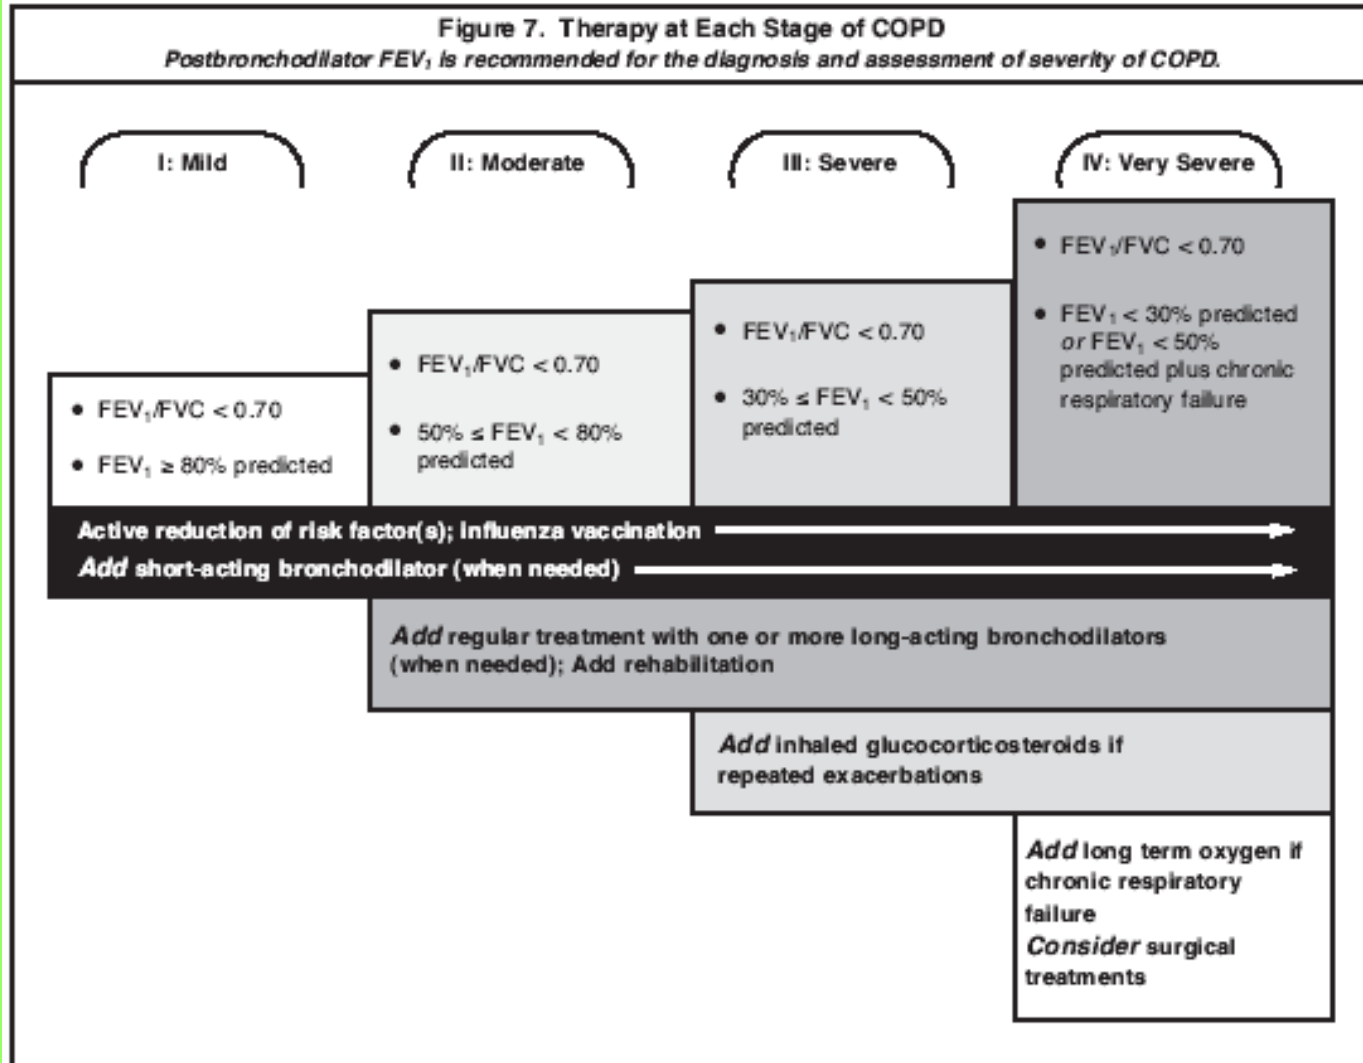 Figure 7. Therapy at Each Stage of COPD
Postbronchodilator FEV₁ is recommended for the diagnosis and assessment of severity of COPD.
I: Mild
II: Moderate
III: Severe
IV: Very Severe
• FEV₁/FVC < 0.70
• FEV₁ ≥ 80% predicted
• FEV₁/FVC < 0.70
• 50% ≤ FEV₁ < 80%
predicted
• FEV₁/FVC < 0.70
• 30% ≤ FEV₁ < 50%
predicted
• FEV₁/FVC < 0.70
• FEV₁ < 30% predicted
or FEV₁ < 50%
predicted plus chronic
respiratory failure
Active reduction of risk factor(s); influenza vaccination
Add short-acting bronchodilator (when needed)
Add regular treatment with one or more long-acting bronchodilators
(when needed); Add rehabilitation
Add inhaled glucocorticosteroids if
repeated exacerbations
Add long term oxygen if
chronic respiratory
failure
Consider surgical
treatments